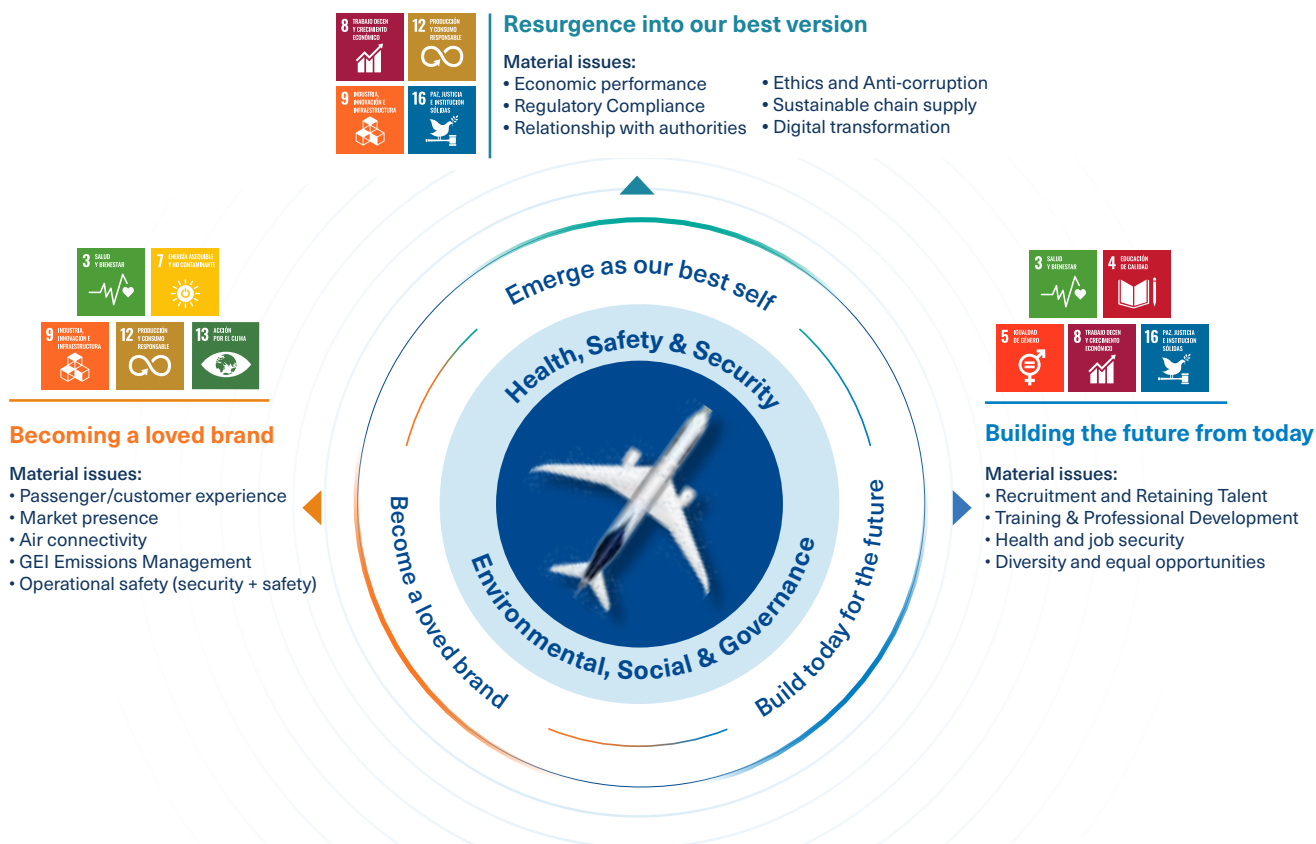 8 TRABAJO DECEN
Y CRECIMIENTO
ECONÓMICO
12 PRODUCCIÓN
Y CONSUMO
RESPONSABLE
9 INDUSTRIA,
INNOVACIÓN E
INFRAESTRUCTURA
16 PAZ, JUSTICIA
E INSTITUCION
SÓLIDAS
Resurgence into our best version
Material issues:
• Economic performance
• Regulatory Compliance
• Relationship with authorities
• Ethics and Anti-corruption
• Sustainable chain supply
• Digital transformation
3 SALUD
Y BIENESTAR
7 ENERGÍA ASEQUIBLE
Y NO CONTAMINANTE
9 INDUSTRIA,
INNOVACIÓN E
INFRAESTRUCTURA
12 PRODUCCIÓN
Y CONSUMO
RESPONSABLE
13 ACCIÓN
POR EL CLIMA
Becoming a loved brand
Material issues:
• Passenger/customer experience
• Market presence
• Air connectivity
• GEI Emissions Management
• Operational safety (security + safety)
Emerge as our best self
Health, Safety & Security
Environmental, Social & Governance
Become a loved brand
Build today for the future
3 SALUD
Y BIENESTAR
4 EDUCACIÓN
DE CALIDAD
5 IGUALDAD
DE GÉNERO
8 TRABAJO DECEN
Y CRECIMIENTO
ECONÓMICO
16 PAZ, JUSTICIA
E INSTITUCION
SÓLIDAS
Building the future from today
Material issues:
• Recruitment and Retaining Talent
• Training & Professional Development
• Health and job security
• Diversity and equal opportunities